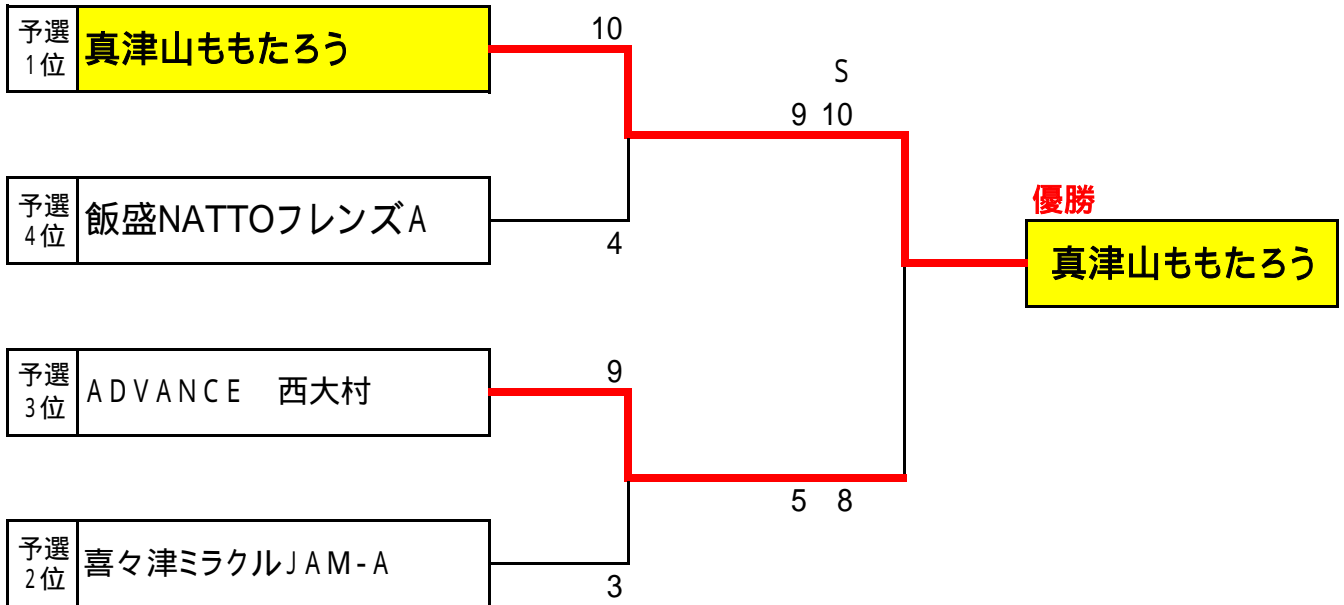 予選
1位
真津山ももたろう
10
S
9 10
予選
4位
飯盛NATTOフレンズA
4
優勝
真津山ももたろう
予選
3位
ADVANCE 西大村
9
5 8
予選
2位
喜々津ミラクルJAM-A
3